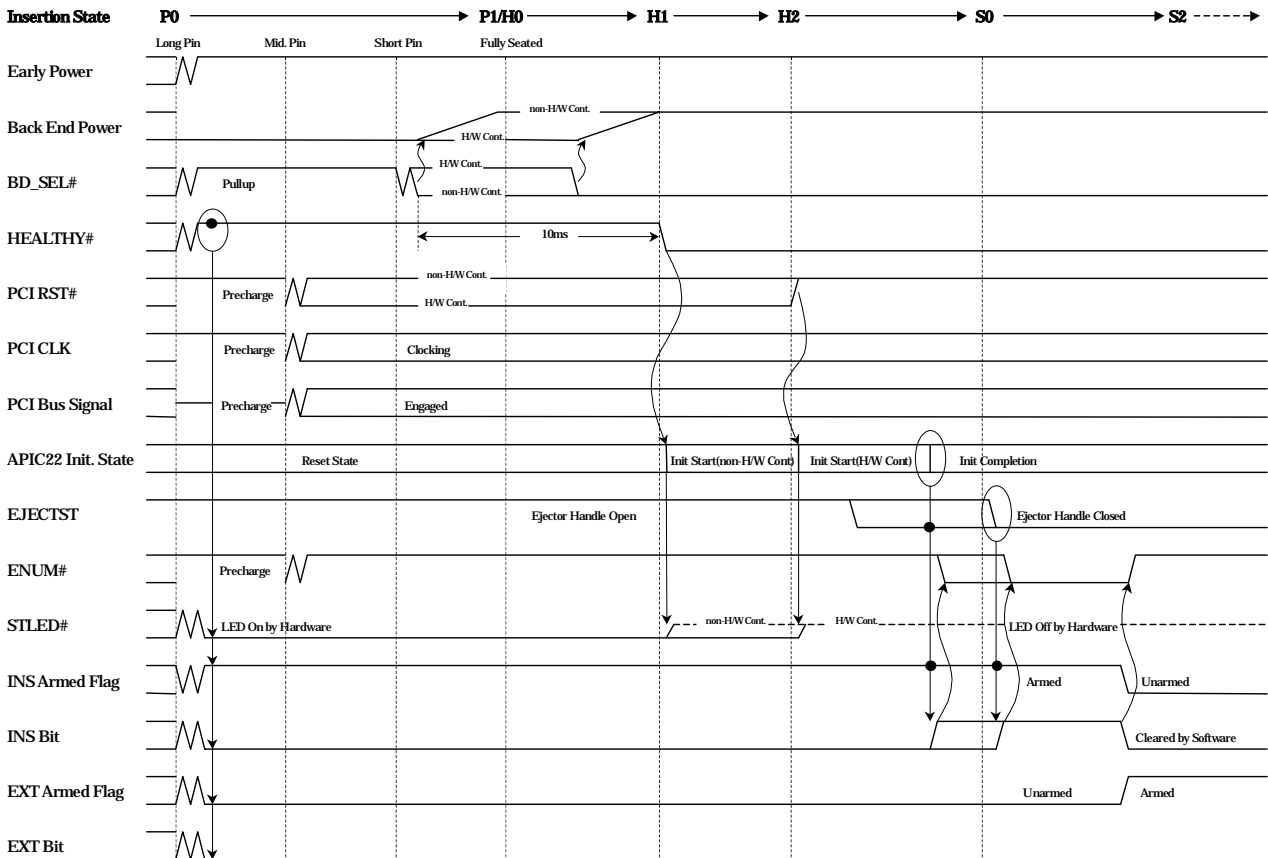 Insertion State P0 P1/H0 H1 H2 S0 S2
Long Pin Mid. Pin Short Pin Fully Seated
Early Power
Back End Power non-H/W Cont. H/W Cont.
BD_SEL# Pullup H/W Cont. non-H/W Cont.
HEALTHY# 10ms
PCI RST# Precharge non-H/W Cont. H/W Cont.
PCI CLK Precharge Clocking
PCI Bus Signal Precharge Engaged
APIC22 Init. State Reset State Init Start(non-H/W Cont) Init Start(H/W Cont) Init Completion
EJECTST Ejector Handle Open Ejector Handle Closed
ENUM# Precharge
STLED# LED On by Hardware non-H/W Cont. H/W Cont. LED Off by Hardware
INS Armed Flag Armed Unarmed
INS Bit Cleared by Software
EXT Armed Flag Unarmed Armed
EXT Bit